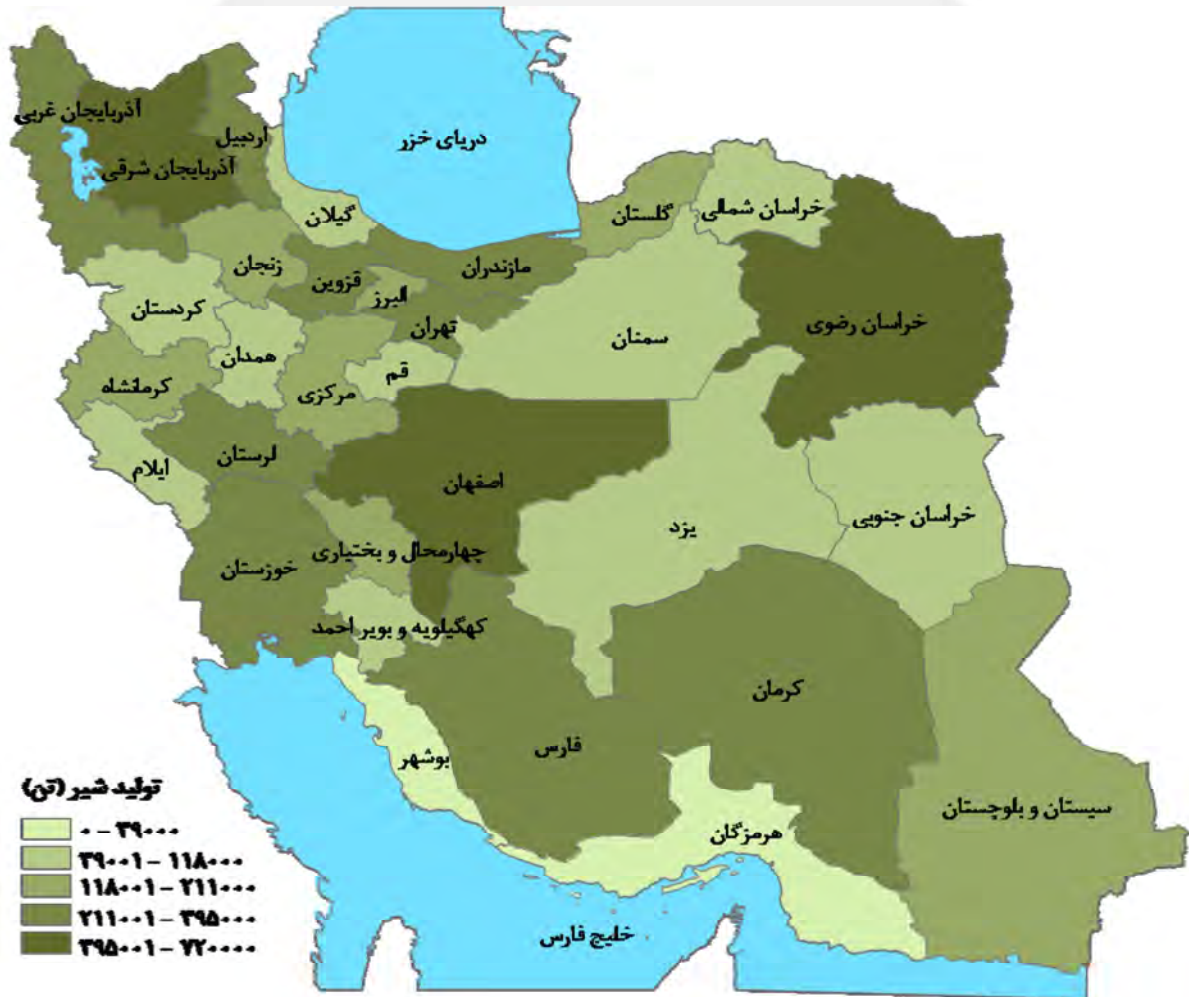 دریای خزر
آذربایجان غربی
اردبیل
آذربایجان شرقی
گیلان
گلستان
خراسان شمالی
زنجان
قزوین
مازندران
البرز
کردستان
تهران
خراسان رضوی
سمنان
همدان
قم
کرمانشاه
مرکزی
لرستان
ایلام
اصفهان
یزد
خراسان جنوبی
چهارمحال و بختیاری
خوزستان
کهگیلویه و بویر احمد
کرمان
فارس
بوشهر
سیستان و بلوچستان
هرمزگان
خلیج فارس
تولید شیر (تن)
۰ – ۳۹۰۰۰
۳۹۰۰۱ – ۱۱۸۰۰۰
۱۱۸۰۰۱ – ۲۱۱۰۰۰
۲۱۱۰۰۱ – ۳۹۵۰۰۰
۳۹۵۰۰۱ – ۷۲۰۰۰۰